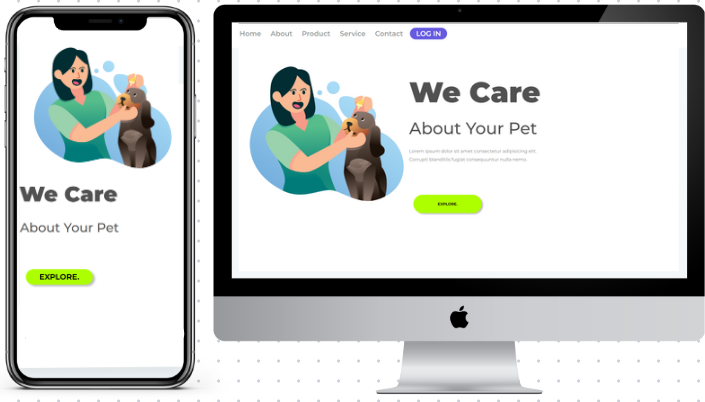 We Care
About Your Pet
EXPLORE.
Home About Product Service Contact LOG IN
We Care
About Your Pet
Lorem ipsum dolor sit amet consectetur adipisicing elit.
Corrupti blanditiis fugiat consequuntur nulla nemo.
EXPLORE.